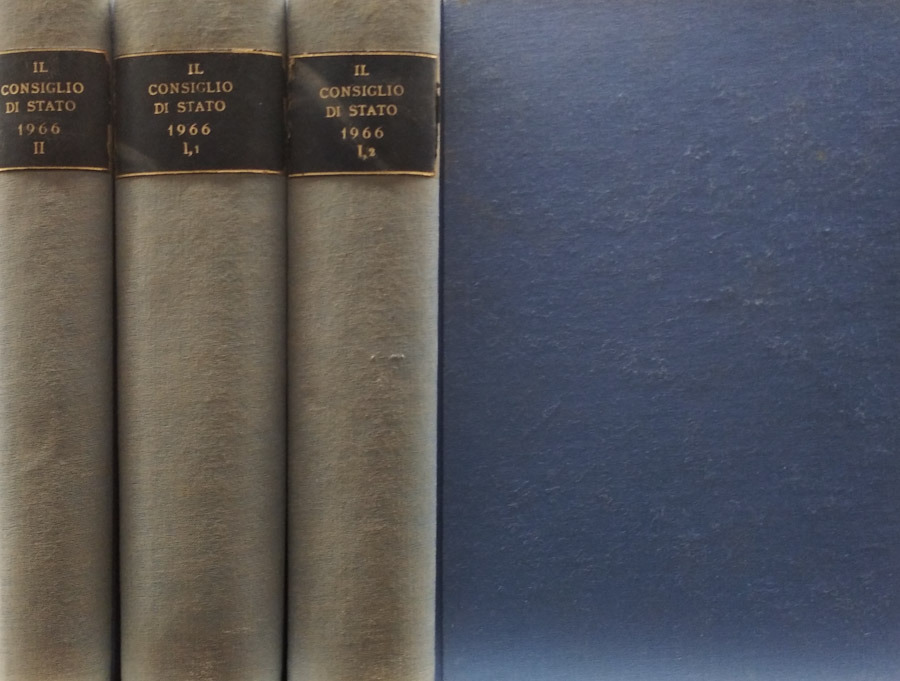 IL
CONSIGLIO
DI STATO
1966
II
IL
CONSIGLIO
DI STATO
1966
I,1
IL
CONSIGLIO
DI STATO
1966
I,2